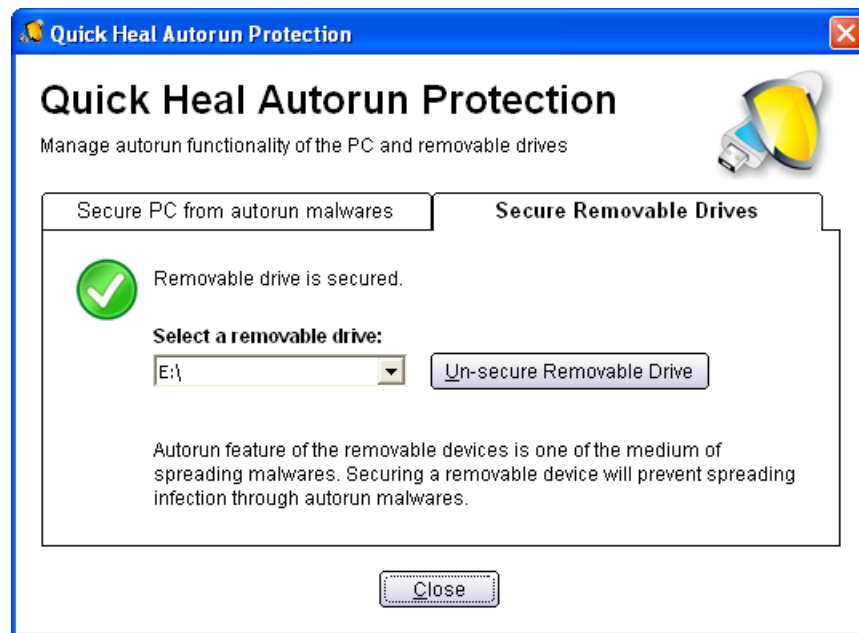 Quick Heal Autorun Protection
Quick Heal Autorun Protection
Manage autorun functionality of the PC and removable drives
Secure PC from autorun malwares
Secure Removable Drives
Removable drive is secured.
Select a removable drive:
E:\
Un-secure Removable Drive
Autorun feature of the removable devices is one of the medium of
spreading malwares. Securing a removable device will prevent spreading
infection through autorun malwares.
Close